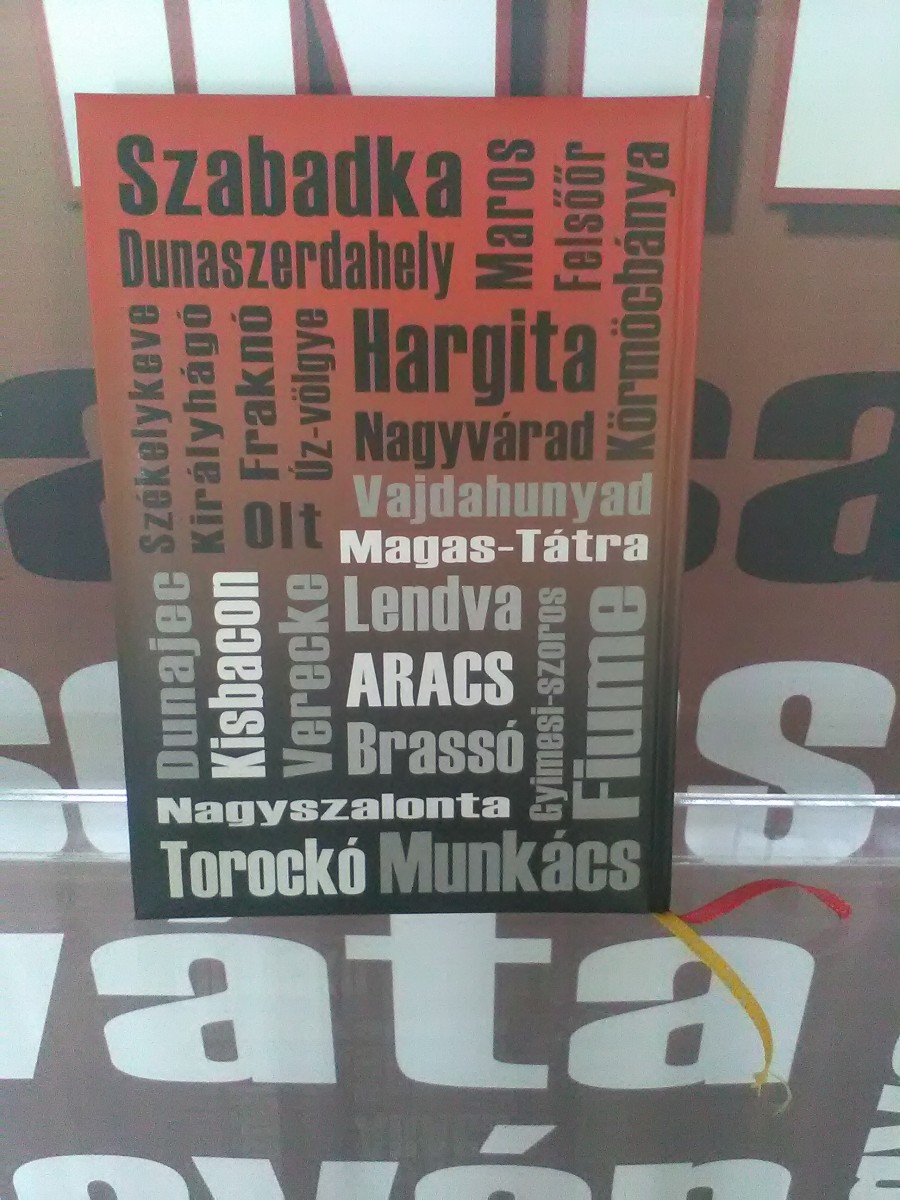 Szabadka
Maros
Felsőőr
Körmöcbánya
Dunaszerdahely
Székelykeve
Királyhágó
Fraknó
Úz-völgye
Hargita
Nagyvárad
Olt
Vajdahunyad
Magas-Tátra
Dunajec
Kisbacon
Verecke
Lendva
ARACS
Brassó
Gyimesi-szoros
Fiume
Nagyszalonta
Torockó Munkács